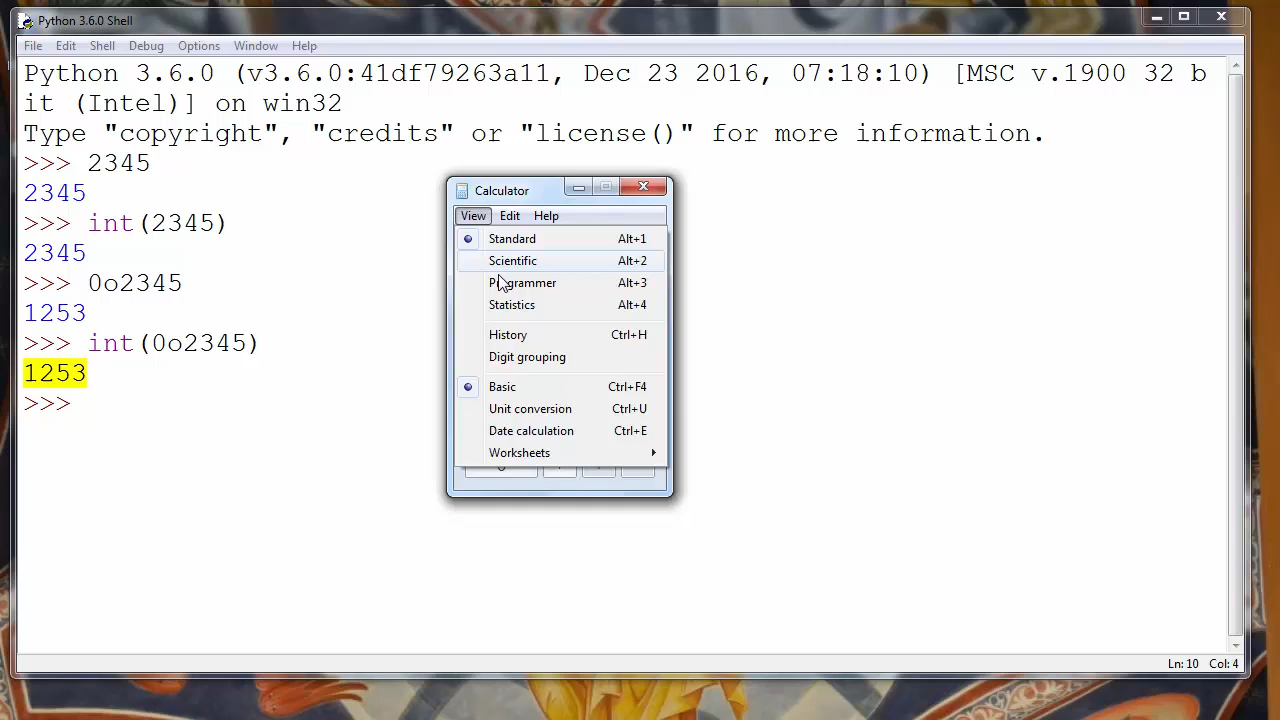 Python 3.6.0 Shell
File Edit Shell Debug Options Window Help
Python 3.6.0 (v3.6.0:41df79263a11, Dec 23 2016, 07:18:10) [MSC v.1900 32 b
it (Intel)] on win32
Type "copyright", "credits" or "license()" for more information.
>>> 2345
2345
>>> int(2345)
2345
>>> 0o2345
1253
>>> int(0o2345)
1253
>>>
Calculator
View Edit Help
Standard Alt+1
Scientific Alt+2
Programmer Alt+3
Statistics Alt+4
History Ctrl+H
Digit grouping
Basic Ctrl+F4
Unit conversion Ctrl+U
Date calculation Ctrl+E
Worksheets
Ln: 10 Col: 4